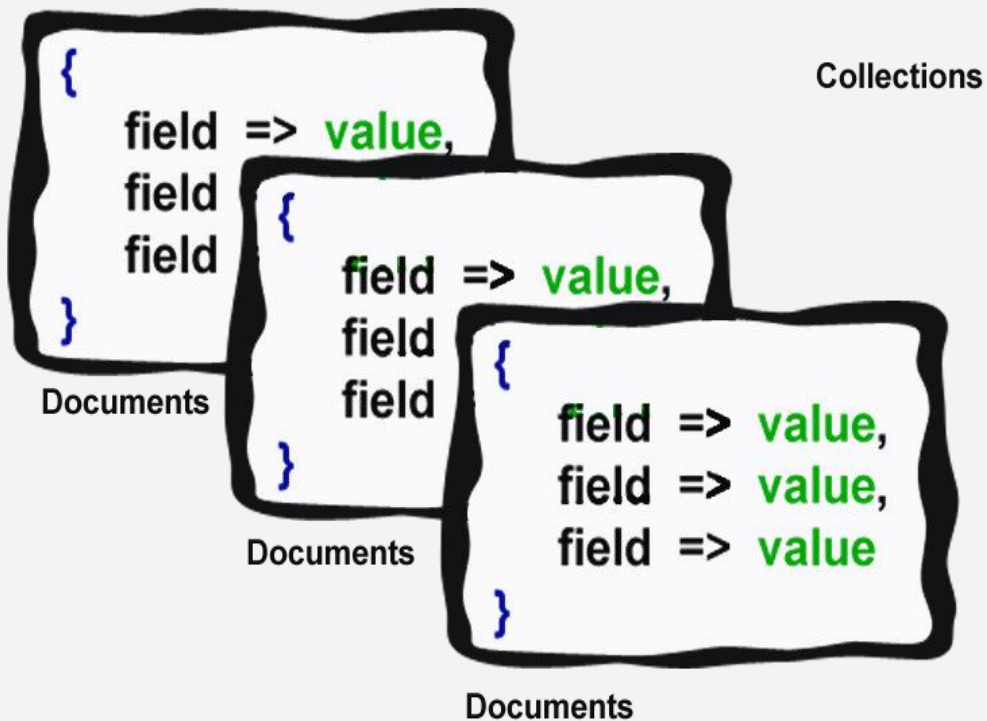 Collections
{
field => value,
field
field
}
Documents
{
field => value,
field
field
}
Documents
{
field => value,
field => value,
field => value
}
Documents